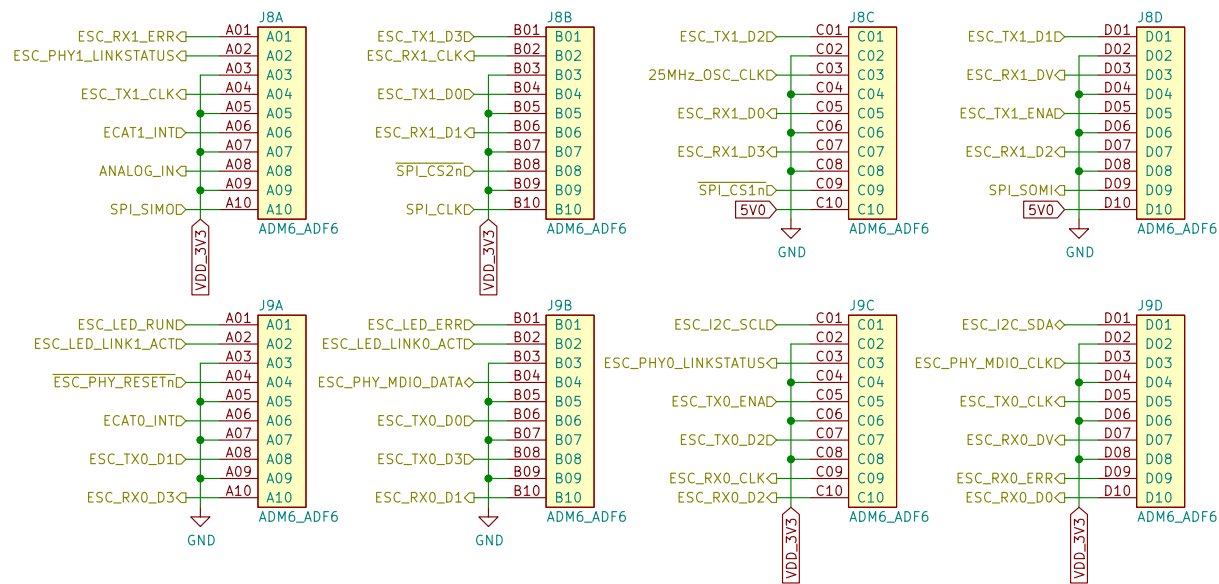 J8A
ESC_RX1_ERR A01 A01
ESC_PHY1_LINKSTATUS A02 A02
A03 A03
ESC_TX1_CLK A04 A04
A05 A05
ECAT1_INT A06 A06
A07 A07
ANALOG_IN A08 A08
A09 A09
SPI_SIMO A10 A10
ADM6_ADF6
VDD_3V3
J8B
ESC_TX1_D3 B01 B01
ESC_RX1_CLK B02 B02
B03 B03
ESC_TX1_D0 B04 B04
B05 B05
ESC_RX1_D1 B06 B06
B07 B07
SPI_CS2n B08 B08
B09 B09
SPI_CLK B10 B10
ADM6_ADF6
VDD_3V3
J8C
ESC_TX1_D2 C01 C01
C02 C02
25MHz_OSC_CLK C03 C03
C04 C04
ESC_RX1_D0 C05 C05
C06 C06
ESC_RX1_D3 C07 C07
C08 C08
SPI_CS1n C09 C09
5V0 C10 C10
ADM6_ADF6
GND
J8D
ESC_TX1_D1 D01 D01
D02 D02
ESC_RX1_DV D03 D03
D04 D04
ESC_TX1_ENA D05 D05
D06 D06
ESC_RX1_D2 D07 D07
D08 D08
SPI_SOMI D09 D09
5V0 D10 D10
ADM6_ADF6
GND
J9A
ESC_LED_RUN A01 A01
ESC_LED_LINK1_ACT A02 A02
A03 A03
ESC_PHY_RESETn A04 A04
A05 A05
ECAT0_INT A06 A06
A07 A07
ESC_TX0_D1 A08 A08
A09 A09
ESC_RX0_D3 A10 A10
ADM6_ADF6
GND
J9B
ESC_LED_ERR B01 B01
ESC_LED_LINK0_ACT B02 B02
B03 B03
ESC_PHY_MDIO_DATA B04 B04
B05 B05
ESC_TX0_D0 B06 B06
B07 B07
ESC_TX0_D3 B08 B08
B09 B09
ESC_RX0_D1 B10 B10
ADM6_ADF6
GND
J9C
ESC_I2C_SCL C01 C01
C02 C02
ESC_PHY0_LINKSTATUS C03 C03
C04 C04
ESC_TX0_ENA C05 C05
C06 C06
ESC_TX0_D2 C07 C07
C08 C08
ESC_RX0_CLK C09 C09
ESC_RX0_D2 C10 C10
ADM6_ADF6
VDD_3V3
J9D
ESC_I2C_SDA D01 D01
D02 D02
ESC_PHY_MDIO_CLK D03 D03
D04 D04
ESC_TX0_CLK D05 D05
D06 D06
ESC_RX0_DV D07 D07
D08 D08
ESC_RX0_ERR D09 D09
ESC_RX0_D0 D10 D10
ADM6_ADF6
VDD_3V3